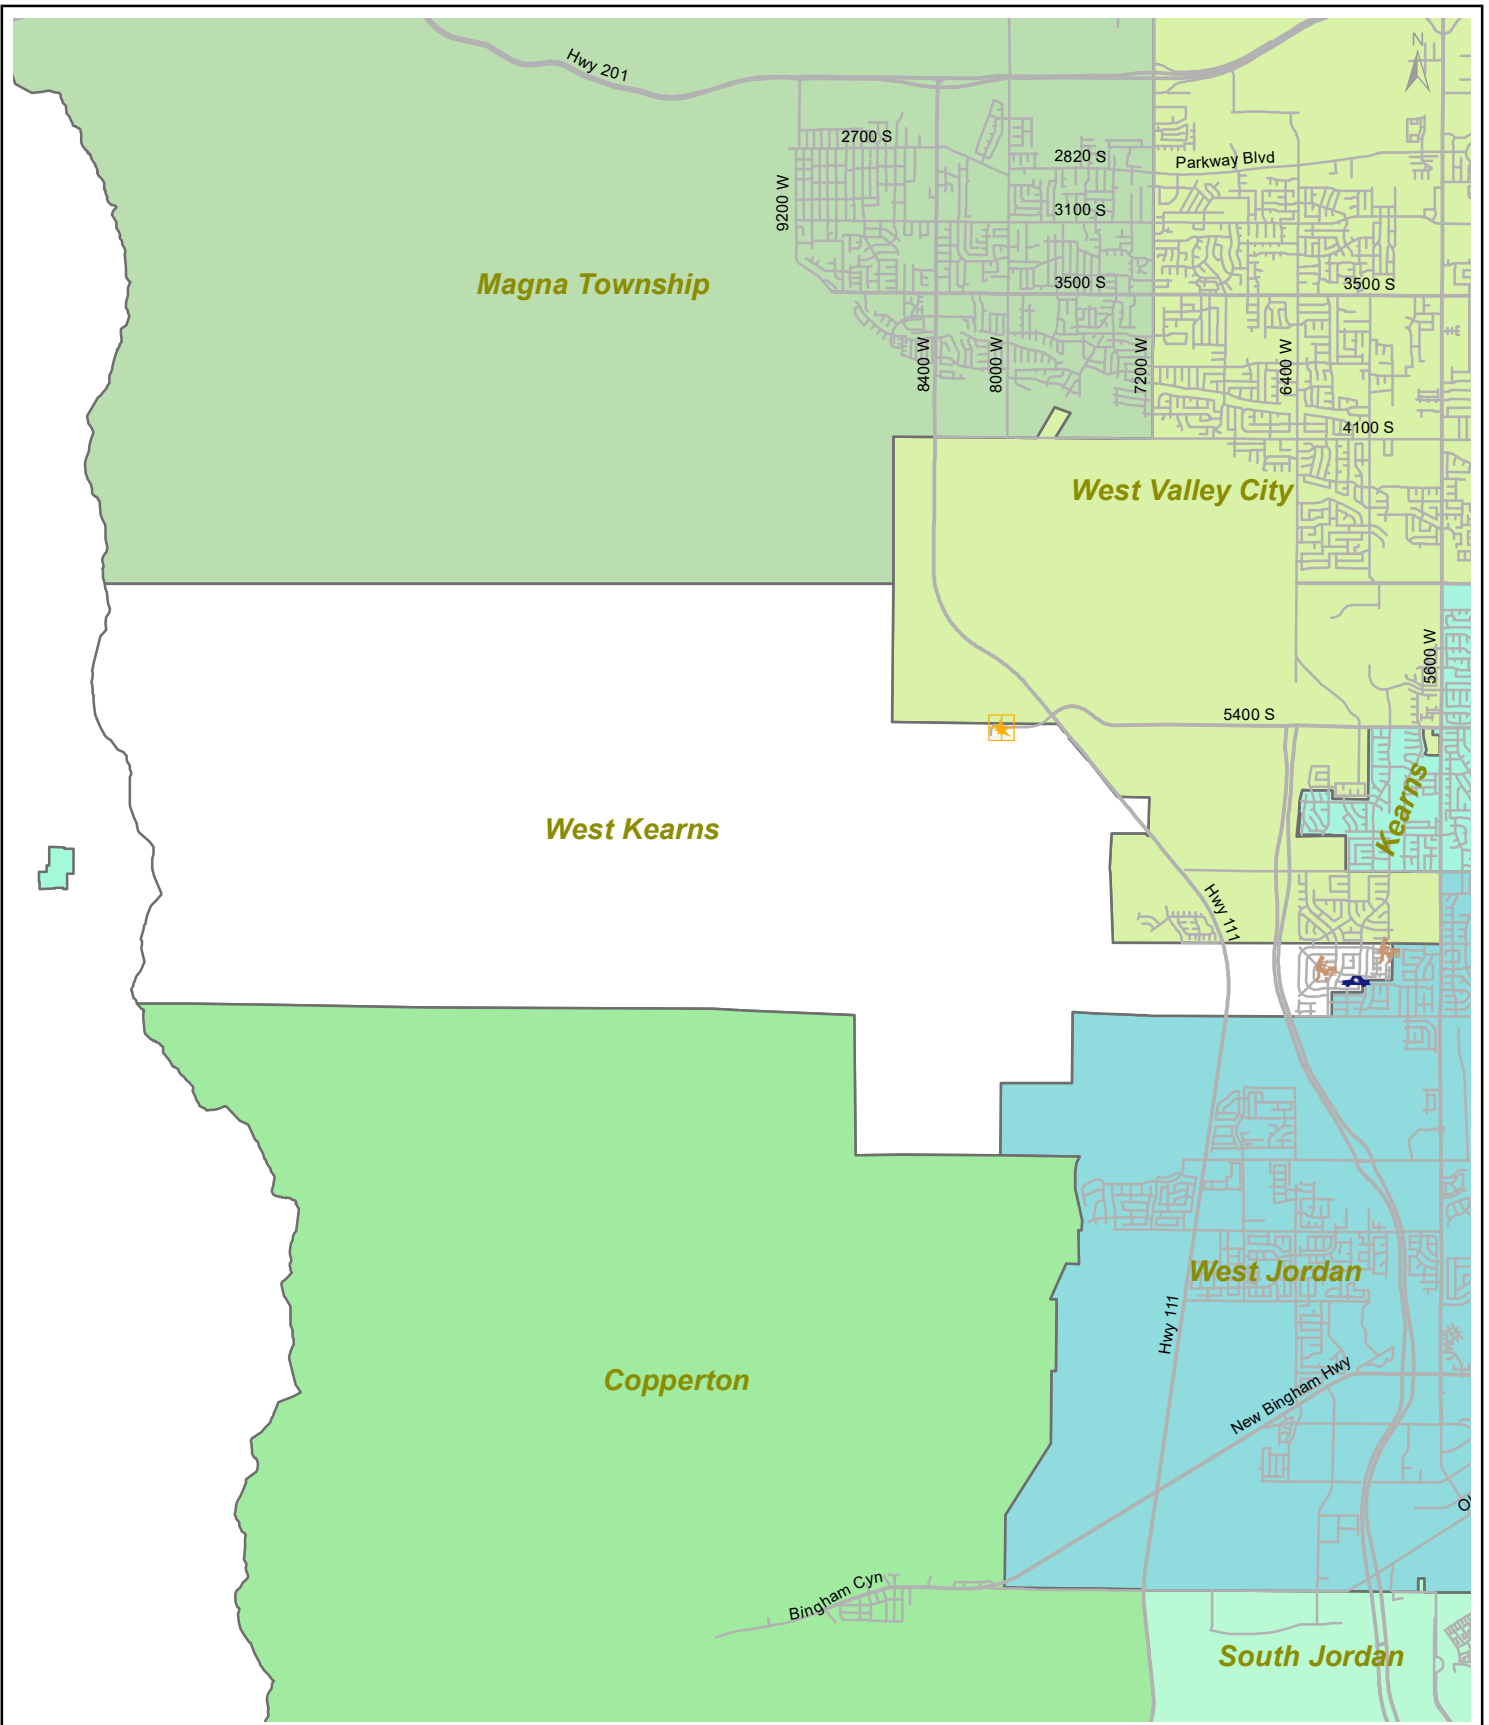 N
Hwy 201
2700 S
2820 S
Parkway Blvd
9200 W
3100 S
Magna Township
3500 S
3500 S
8400 W
8000 W
7200 W
6400 W
4100 S
West Valley City
5600 W
5400 S
West Kearns
Kearns
Hwy 111
West Jordan
Hwy 111
Copperton
New Bingham Hwy
Ol
Bingham Cyn
South Jordan